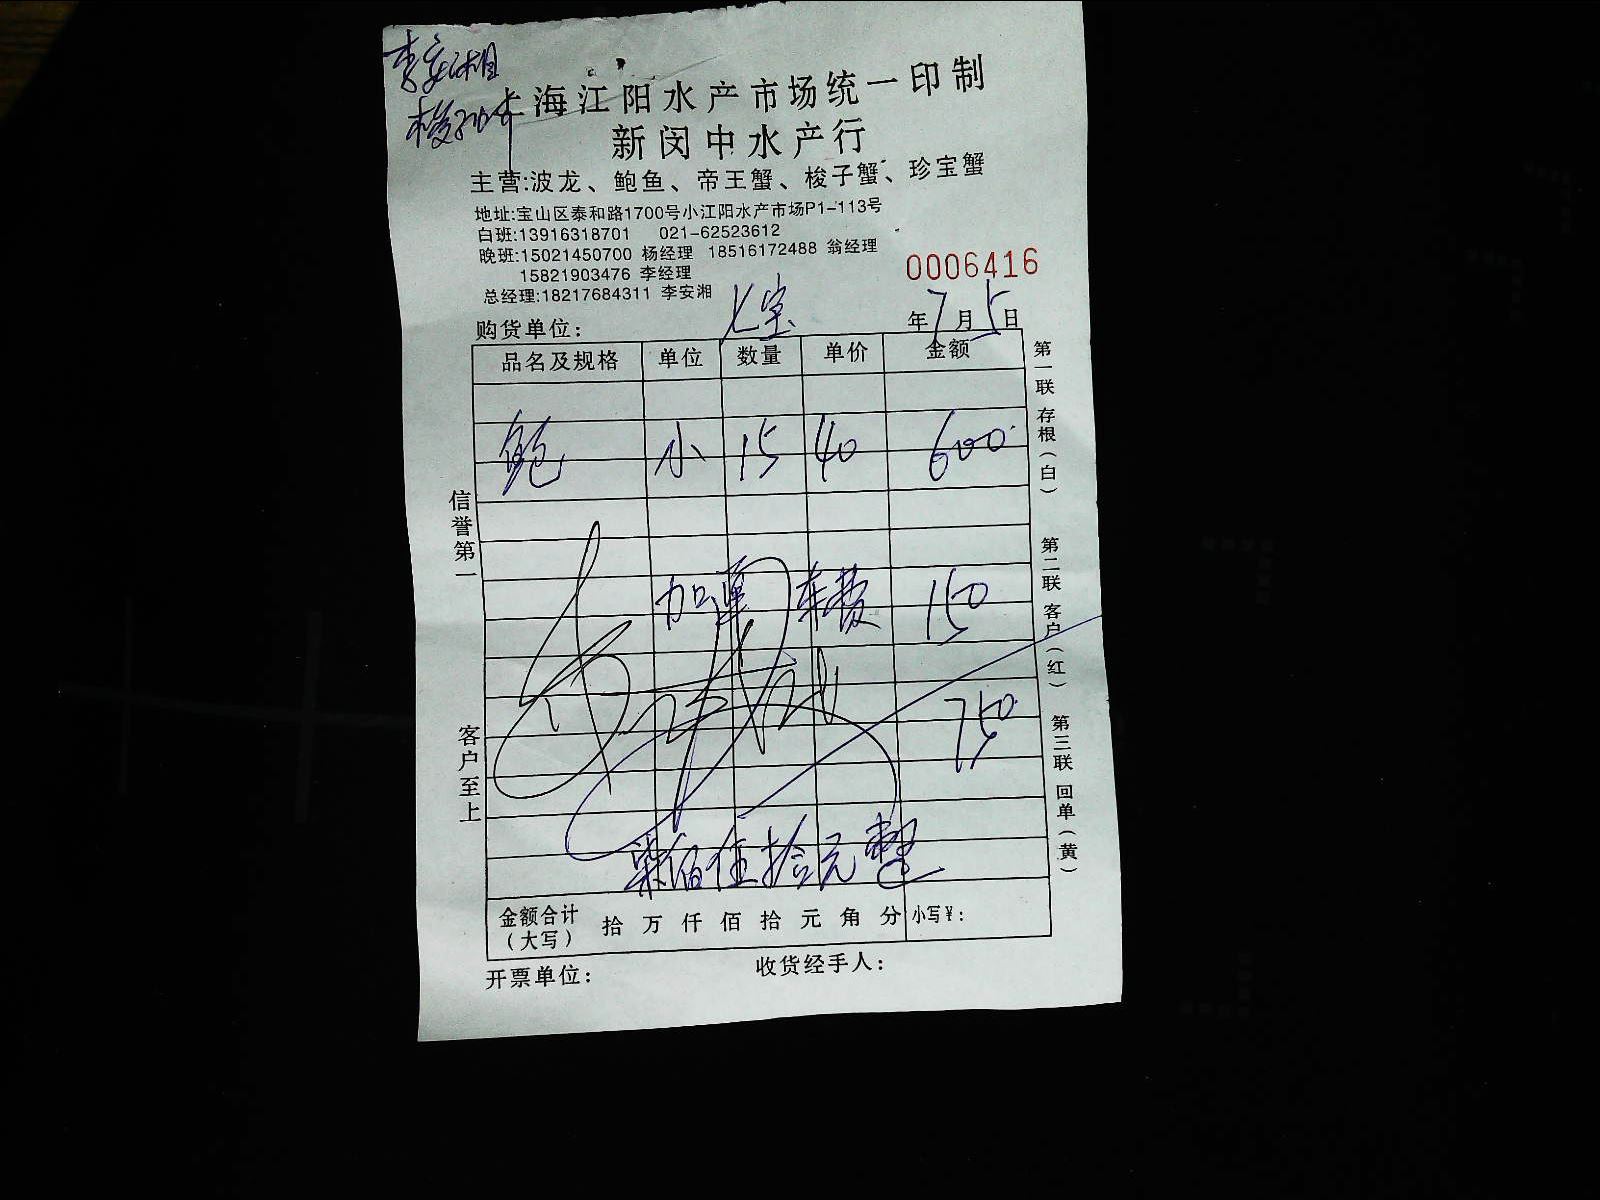 李安湘
上海江阳水产市场统一印制
新闵中水产行
主营:波龙、鲍鱼、帝王蟹、梭子蟹、珍宝蟹
地址:宝山区泰和路1700号小江阳水产市场P1-113号
白班:13916318701 021-62523612
晚班:15021450700 杨经理 18516172488 翁经理
15821903476 李经理
总经理:18217684311 李安湘
0006416
购货单位: 七宝 年7月5日
品名及规格 单位 数量 单价 金额
鲍 小 15 40 600
加单 车费 150
750
柒佰伍拾元整
金额合计(大写) 拾 万 仟 佰 拾 元 角 分 小写¥:
开票单位: 收货经手人:
信誉第一
客户至上
第一联 存根(白)
第二联 客户(红)
第三联 回单(黄)